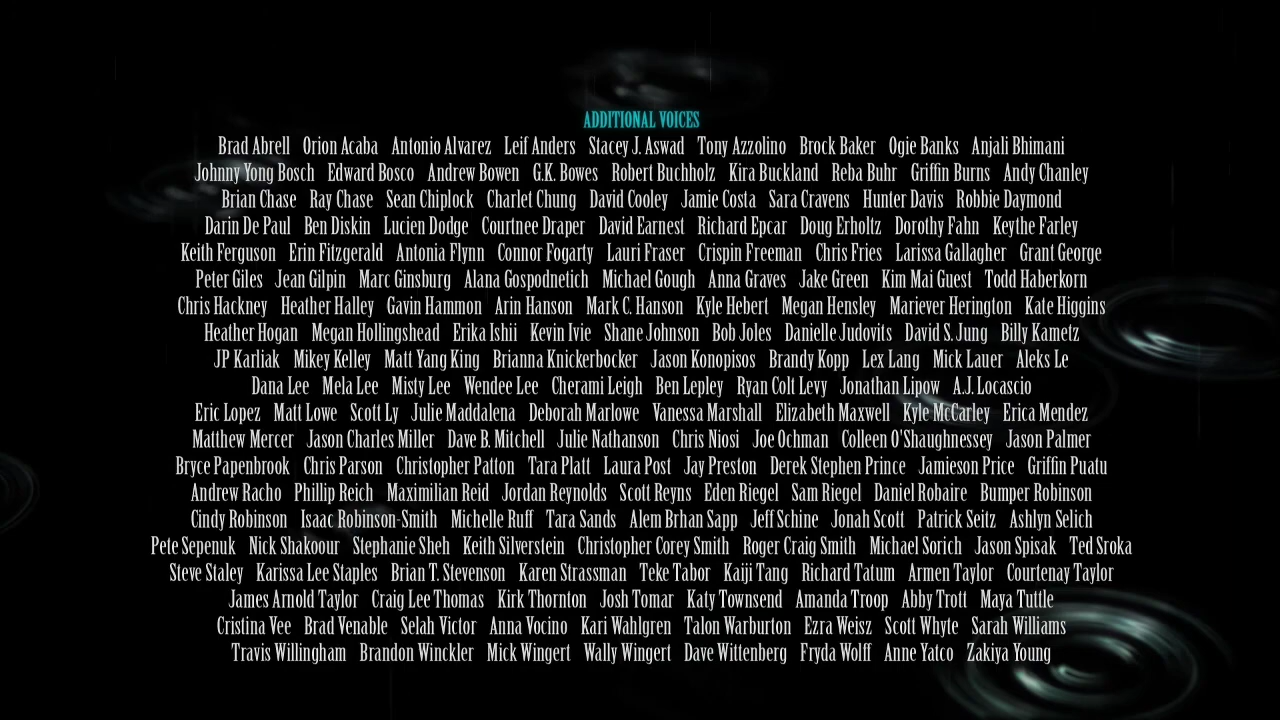 ADDITIONAL VOICES
Brad Abrell Orion Acaba Antonio Alvarez Leif Anders Stacey J. Aswad Tony Azzolino Brock Baker Ogie Banks Anjali Bhimani
Johnny Yong Bosch Edward Bosco Andrew Bowen G.K. Bowes Robert Buchholz Kira Buckland Reba Buhr Griffin Burns Andy Chanley
Brian Chase Ray Chase Sean Chiplock Charlet Chung David Cooley Jamie Costa Sara Cravens Hunter Davis Robbie Daymond
Darin De Paul Ben Diskin Lucien Dodge Courtnee Draper David Earnest Richard Epcar Doug Erholtz Dorothy Fahn Keythe Farley
Keith Ferguson Erin Fitzgerald Antonia Flynn Connor Fogarty Lauri Fraser Crispin Freeman Chris Fries Larissa Gallagher Grant George
Peter Giles Jean Gilpin Marc Ginsburg Alana Gospodnetich Michael Gough Anna Graves Jake Green Kim Mai Guest Todd Haberkorn
Chris Hackney Heather Halley Gavin Hammon Arin Hanson Mark C. Hanson Kyle Hebert Megan Hensley Mariever Herington Kate Higgins
Heather Hogan Megan Hollingshead Erika Ishii Kevin Ivie Shane Johnson Bob Joles Danielle Judovits David S. Jung Billy Kametz
JP Karliak Mikey Kelley Matt Yang King Brianna Knickerbocker Jason Konopisos Brandy Kopp Lex Lang Mick Lauer Aleks Le
Dana Lee Mela Lee Misty Lee Wendee Lee Cherami Leigh Ben Lepley Ryan Colt Levy Jonathan Lipow A.J. Locascio
Eric Lopez Matt Lowe Scott Ly Julie Maddalena Deborah Marlowe Vanessa Marshall Elizabeth Maxwell Kyle McCarley Erica Mendez
Matthew Mercer Jason Charles Miller Dave B. Mitchell Julie Nathanson Chris Niosi Joe Ochman Colleen O'Shaughnessey Jason Palmer
Bryce Papenbrook Chris Parson Christopher Patton Tara Platt Laura Post Jay Preston Derek Stephen Prince Jamieson Price Griffin Puatu
Andrew Racho Phillip Reich Maximilian Reid Jordan Reynolds Scott Reyns Eden Riegel Sam Riegel Daniel Robaire Bumper Robinson
Cindy Robinson Isaac Robinson-Smith Michelle Ruff Tara Sands Alem Brhan Sapp Jeff Schine Jonah Scott Patrick Seitz Ashlyn Selich
Pete Sepenuk Nick Shakoour Stephanie Sheh Keith Silverstein Christopher Corey Smith Roger Craig Smith Michael Sorich Jason Spisak Ted Sroka
Steve Staley Karissa Lee Staples Brian T. Stevenson Karen Strassman Teke Tabor Kaiji Tang Richard Tatum Armen Taylor Courtenay Taylor
James Arnold Taylor Craig Lee Thomas Kirk Thornton Josh Tomar Katy Townsend Amanda Troop Abby Trott Maya Tuttle
Cristina Vee Brad Venable Selah Victor Anna Vocino Kari Wahlgren Talon Warburton Ezra Weisz Scott Whyte Sarah Williams
Travis Willingham Brandon Winckler Mick Wingert Wally Wingert Dave Wittenberg Fryda Wolff Anne Yatco Zakiya Young